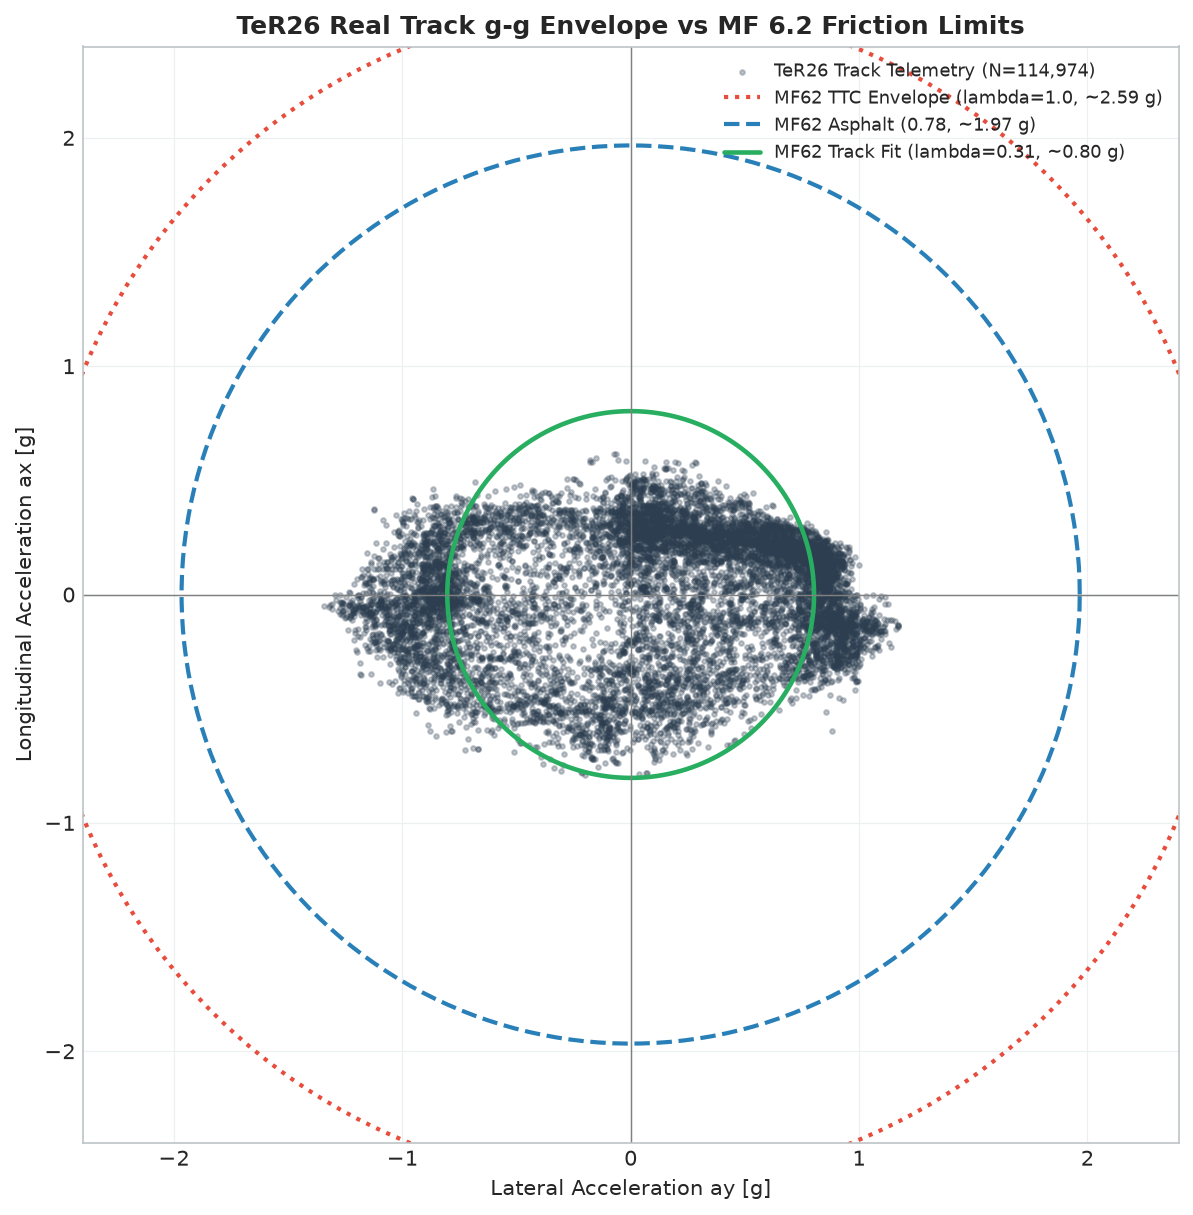 TeR26 Real Track g-g Envelope vs MF 6.2 Friction Limits
TeR26 Track Telemetry (N=114,974)
MF62 TTC Envelope (lambda=1.0, ~2.59 g)
MF62 Asphalt (0.78, ~1.97 g)
MF62 Track Fit (lambda=0.31, ~0.80 g)
Longitudinal Acceleration ax [g]
2
1
0
−1
−2
−2
−1
0
1
2
Lateral Acceleration ay [g]